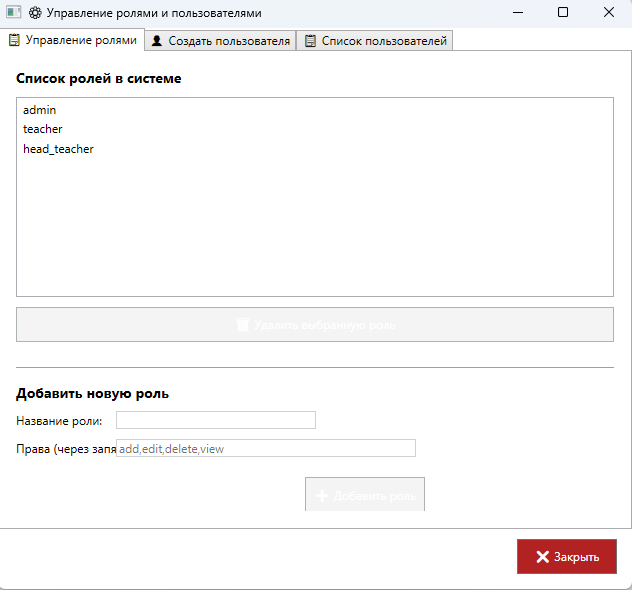 Управление ролями и пользователями
Управление ролями
Создать пользователя
Список пользователей
Список ролей в системе
admin
teacher
head_teacher
Удалить выбранную роль
Добавить новую роль
Название роли:
Права (через запя
add,edit,delete,view
Добавить роль
Закрыть